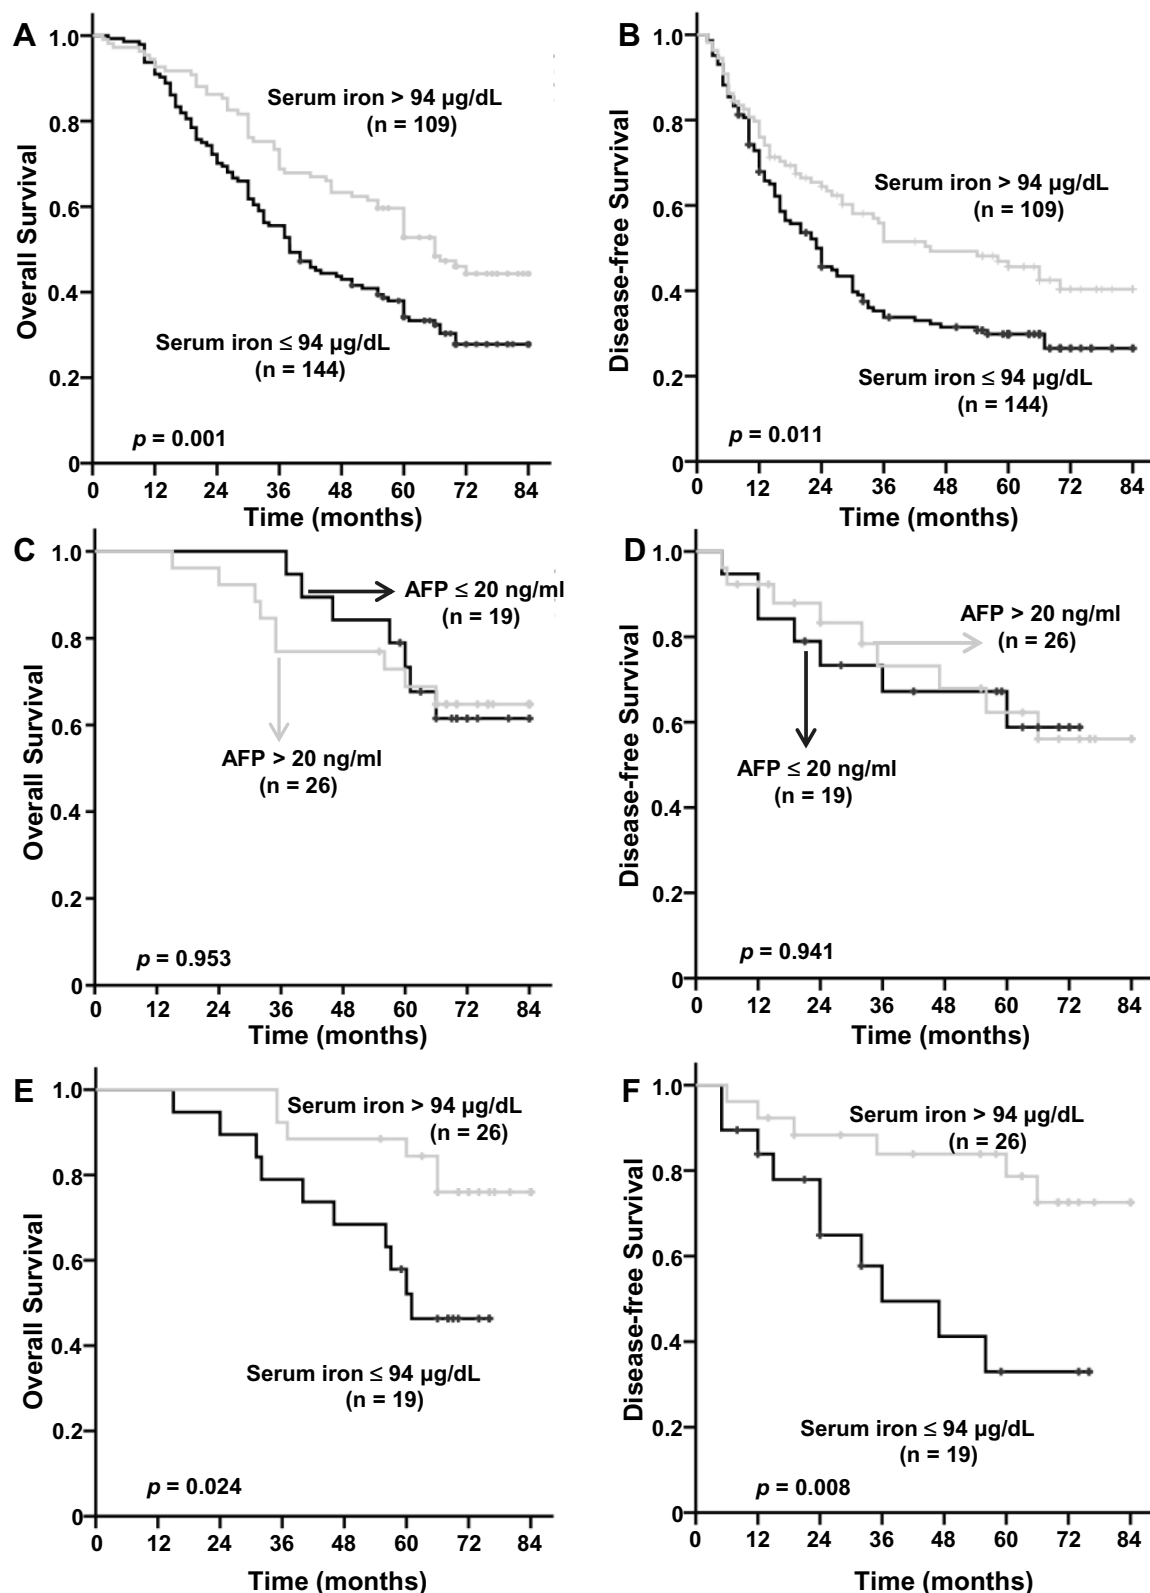 A
Overall Survival
1.0
0.8
0.6
0.4
0.2
0
Serum iron > 94 µg/dL
(n = 109)
Serum iron ≤ 94 µg/dL
(n = 144)
p = 0.001
0 12 24 36 48 60 72 84
Time (months)
B
Disease-free Survival
1.0
0.8
0.6
0.4
0.2
0
Serum iron > 94 µg/dL
(n = 109)
Serum iron ≤ 94 µg/dL
(n = 144)
p = 0.011
0 12 24 36 48 60 72 84
Time (months)
C
Overall Survival
1.0
0.8
0.6
0.4
0.2
0
AFP ≤ 20 ng/ml
(n = 19)
AFP > 20 ng/ml
(n = 26)
p = 0.953
0 12 24 36 48 60 72 84
Time (months)
D
Disease-free Survival
1.0
0.8
0.6
0.4
0.2
0
AFP > 20 ng/ml
(n = 26)
AFP ≤ 20 ng/ml
(n = 19)
p = 0.941
0 12 24 36 48 60 72 84
Time (months)
E
Overall Survival
1.0
0.8
0.6
0.4
0.2
0
Serum iron > 94 µg/dL
(n = 26)
Serum iron ≤ 94 µg/dL
(n = 19)
p = 0.024
0 12 24 36 48 60 72 84
Time (months)
F
Disease-free Survival
1.0
0.8
0.6
0.4
0.2
0
Serum iron > 94 µg/dL
(n = 26)
Serum iron ≤ 94 µg/dL
(n = 19)
p = 0.008
0 12 24 36 48 60 72 84
Time (months)